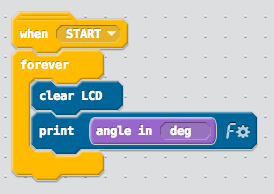 when START
forever
clear LCD
print angle in deg F